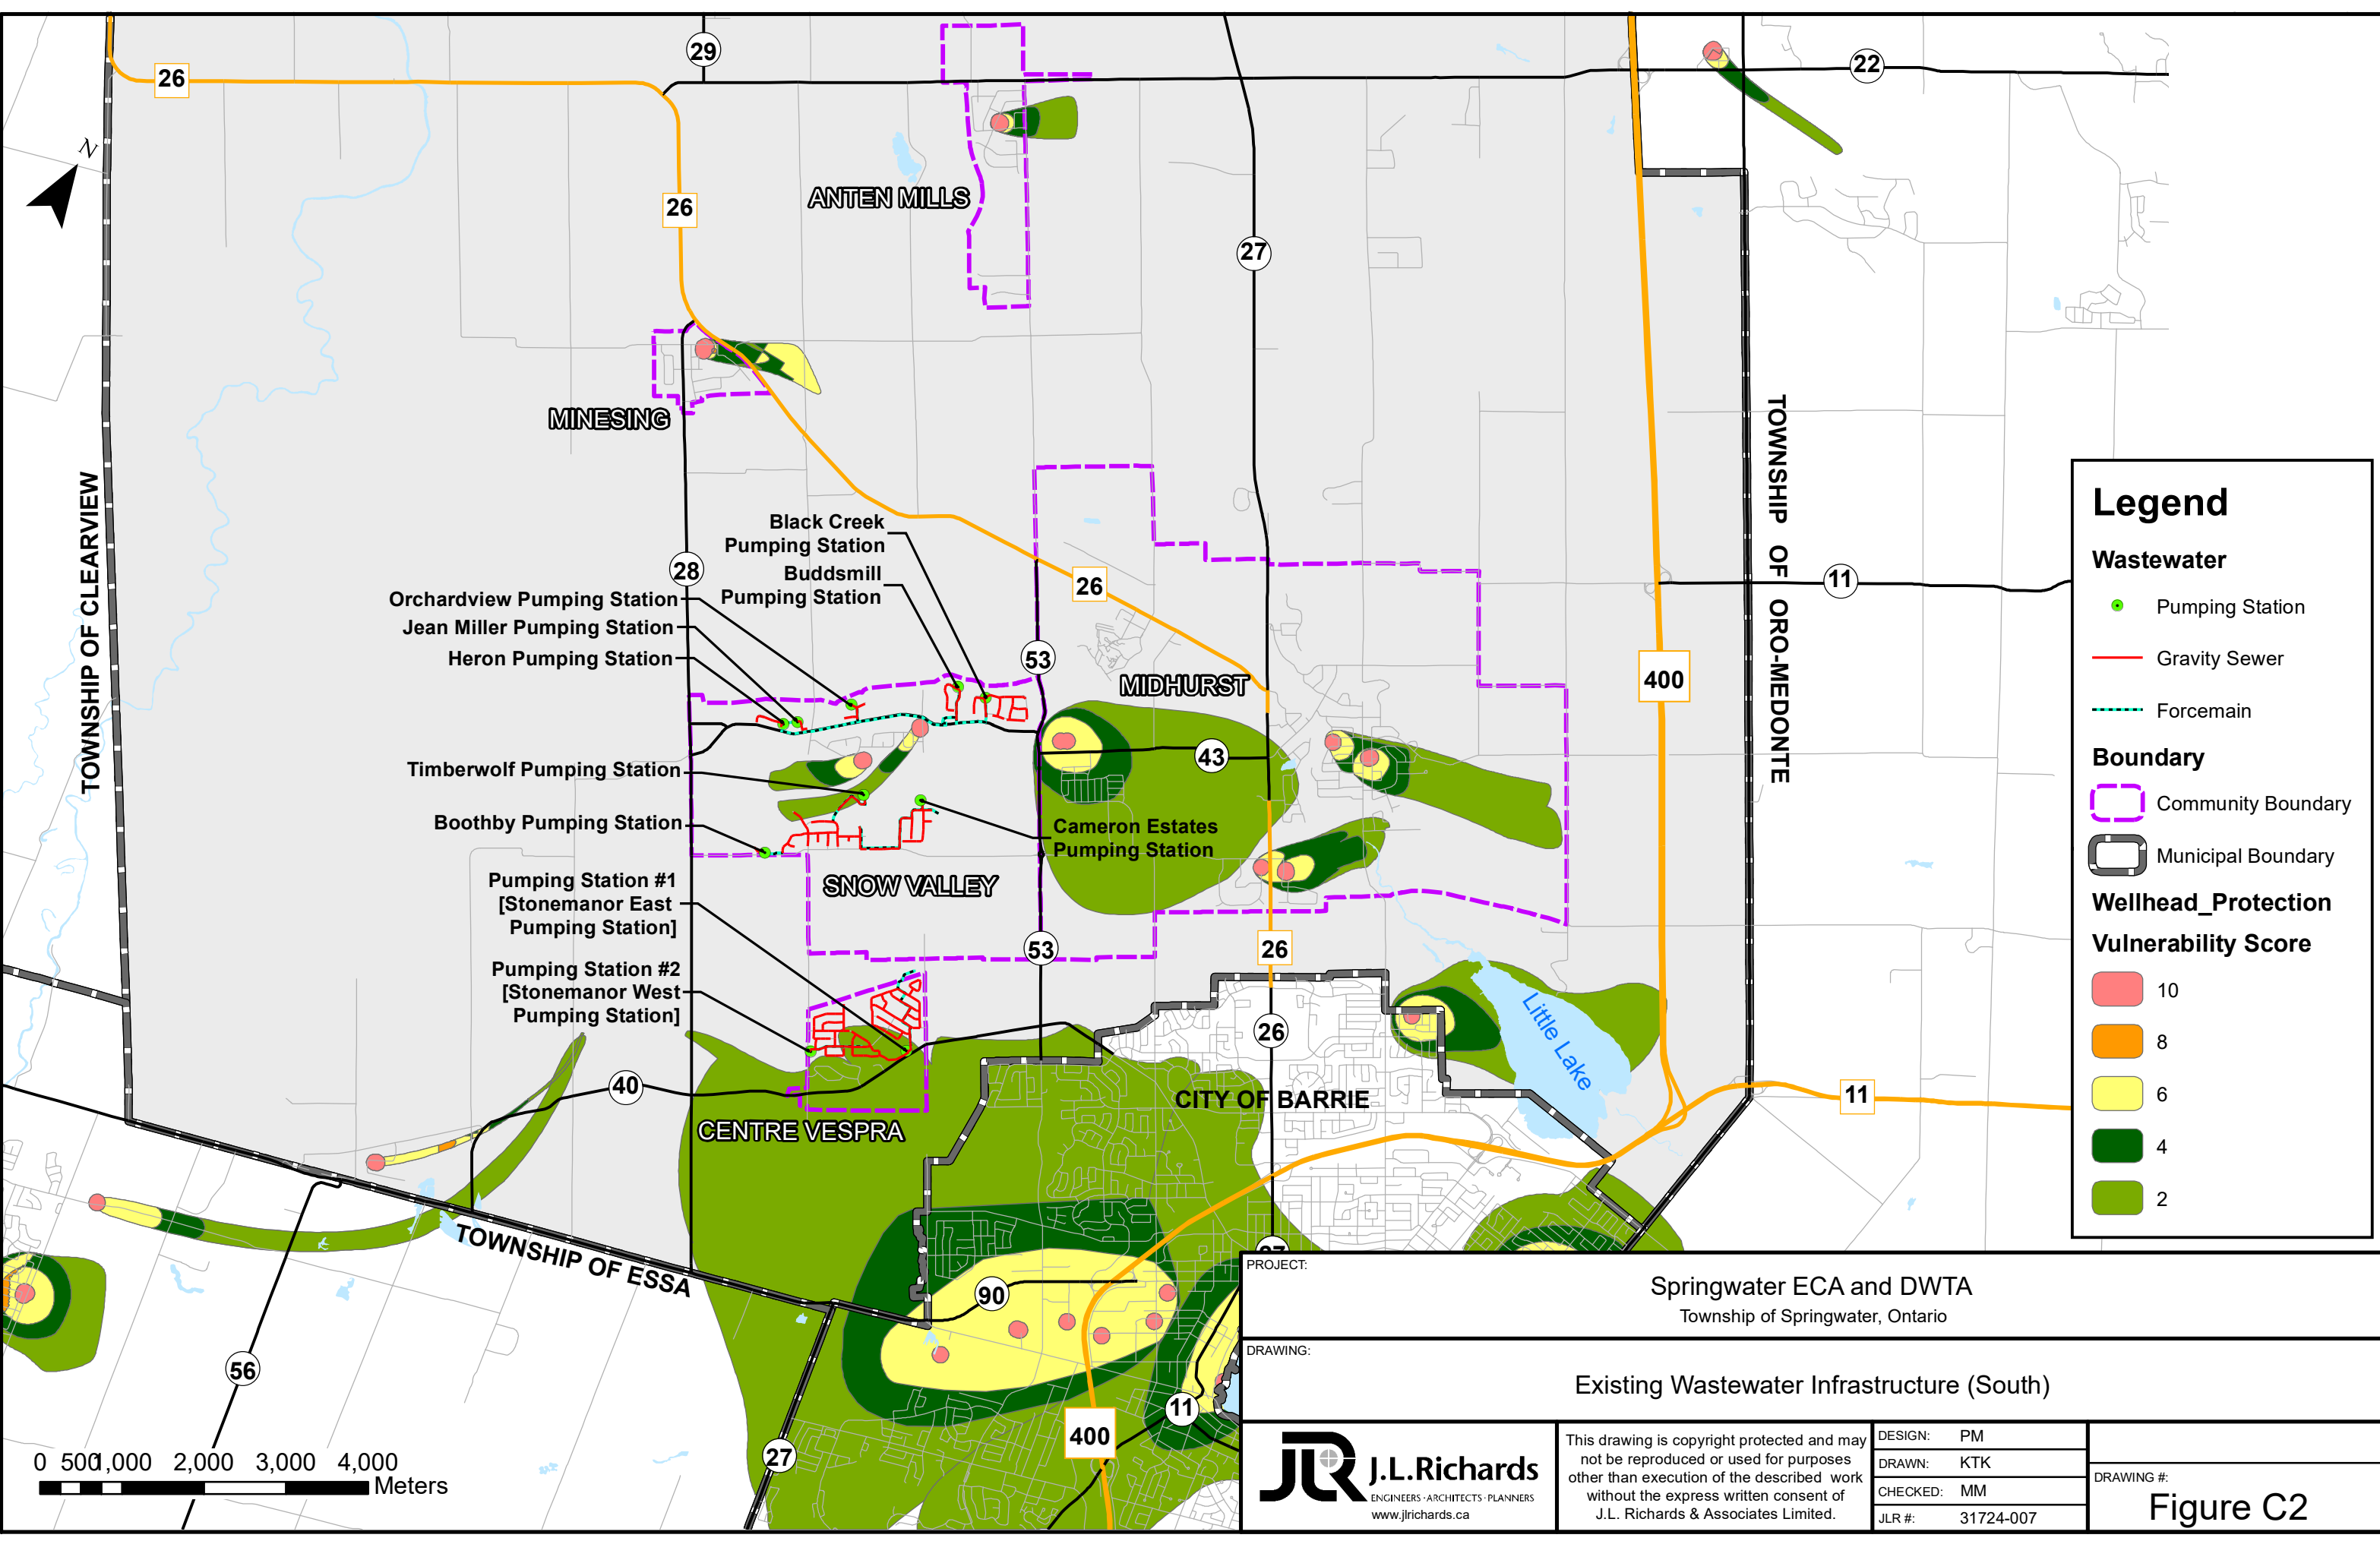 29
22
26
N
ANTEN MILLS
26
27
MINESING
TOWNSHIP OF CLEARVIEW
TOWNSHIP OF ORO-MEDONTE
Black Creek
Pumping Station
28
Buddsmill
Pumping Station
26
11
Orchardview Pumping Station
Jean Miller Pumping Station
Heron Pumping Station
53
MIDHURST
400
43
Timberwolf Pumping Station
Boothby Pumping Station
Cameron Estates
Pumping Station
Pumping Station #1
[Stonemanor East
Pumping Station]
SNOW VALLEY
53
26
Pumping Station #2
[Stonemanor West
Pumping Station]
Little Lake
26
40
CITY OF BARRIE
11
CENTRE VESPRA
TOWNSHIP OF ESSA
90
27
56
11
400
27
0 500 1,000 2,000 3,000 4,000
Meters
Legend
Wastewater
Pumping Station
Gravity Sewer
Forcemain
Boundary
Community Boundary
Municipal Boundary
Wellhead_Protection
Vulnerability Score
10
8
6
4
2
PROJECT:
Springwater ECA and DWTA
Township of Springwater, Ontario
DRAWING:
Existing Wastewater Infrastructure (South)
JLR
J.L.Richards
ENGINEERS · ARCHITECTS · PLANNERS
www.jlrichards.ca
This drawing is copyright protected and may
not be reproduced or used for purposes
other than execution of the described work
without the express written consent of
J.L. Richards & Associates Limited.
DESIGN: PM
DRAWN: KTK
CHECKED: MM
JLR #: 31724-007
DRAWING #:
Figure C2